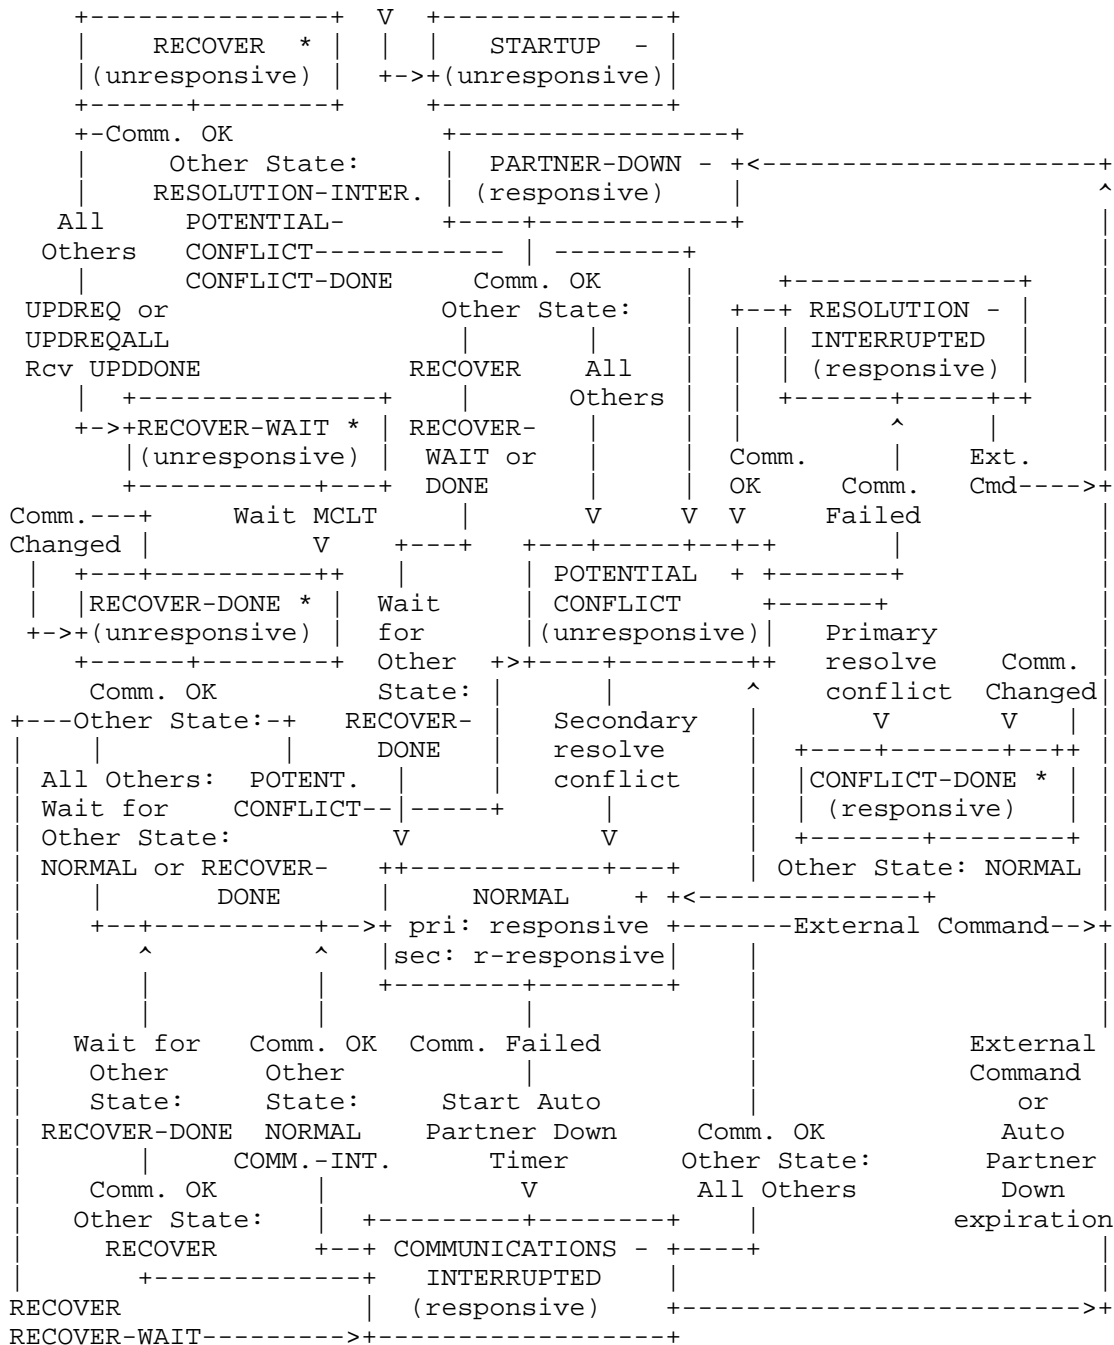 +---------------+  V  +--------------+
    |    RECOVER  * |  |  |   STARTUP  - |
    |(unresponsive) |  +->+(unresponsive)|
    +------+--------+     +--------------+
    +-Comm. OK             +-----------------+
    |     Other State:     |  PARTNER-DOWN - +<----------------------+
    |    RESOLUTION-INTER. | (responsive)    |                       ^
   All     POTENTIAL-      +----+------------+                       |
  Others   CONFLICT------------ | --------+                          |
    |      CONFLICT-DONE     Comm. OK     |     +--------------+     |
UPDREQ or                  Other State:   |  +--+ RESOLUTION - |     |
UPDREQALL                   |       |     |  |  | INTERRUPTED  |     |
Rcv UPDDONE              RECOVER   All    |  |  | (responsive) |     |
    |  +---------------+    |     Others  |  |  +------+-----+-+     |
    +->+RECOVER-WAIT * | RECOVER-   |     |  |         ^     |       |
       |(unresponsive) |  WAIT or   |     | Comm.      |    Ext.     |
       +-----------+---+  DONE      |     |  OK     Comm.   Cmd---->+
Comm.---+     Wait MCLT     |       V     V  V     Failed            |
Changed |          V    +---+   +---+-----+--+-+       |             |
  |  +---+----------++  |       | POTENTIAL  + +-------+             |
  |  |RECOVER-DONE * | Wait     | CONFLICT     +------+              |
  +->+(unresponsive) | for      |(unresponsive)|   Primary           |
     +------+--------+ Other  +>+----+--------++   resolve    Comm.  |
      Comm. OK         State: |      |        ^    conflict  Changed|
+---Other State:-+   RECOVER- |   Secondary   |       V       V   | |
|    |           |     DONE   |   resolve     |  +----+-------+--++ |
| All Others:  POTENT.  |     |   conflict    |  |CONFLICT-DONE * | |
| Wait for    CONFLICT--|-----+      |        |  | (responsive)   | |
| Other State:          V            V        |  +-------+--------+ |
| NORMAL or RECOVER-   ++------------+---+    | Other State: NORMAL |
|    |       DONE      |     NORMAL    + +<--------------+          |
|    +--+----------+-->+ pri: responsive +-------External Command-->+
|       ^          ^   |sec: r-responsive|    |                      |
|       |          |   +--------+--------+    |                      |
|       |          |            |             |                      |
|   Wait for   Comm. OK  Comm. Failed         |             External
|    Other      Other           |             |             Command
|    State:     State:     Start Auto         |                or
| RECOVER-DONE  NORMAL    Partner Down     Comm. OK           Auto
|       |     COMM.-INT.      Timer       Other State:      Partner
|    Comm. OK      |            V          All Others         Down
|   Other State:   |  +---------+--------+    |            expiration
|     RECOVER      +--+ COMMUNICATIONS - +----+                      |
|       +-------------+   INTERRUPTED    |                           |
RECOVER               |  (responsive)    +-------------------------->+
RECOVER-WAIT--------->+------------------+